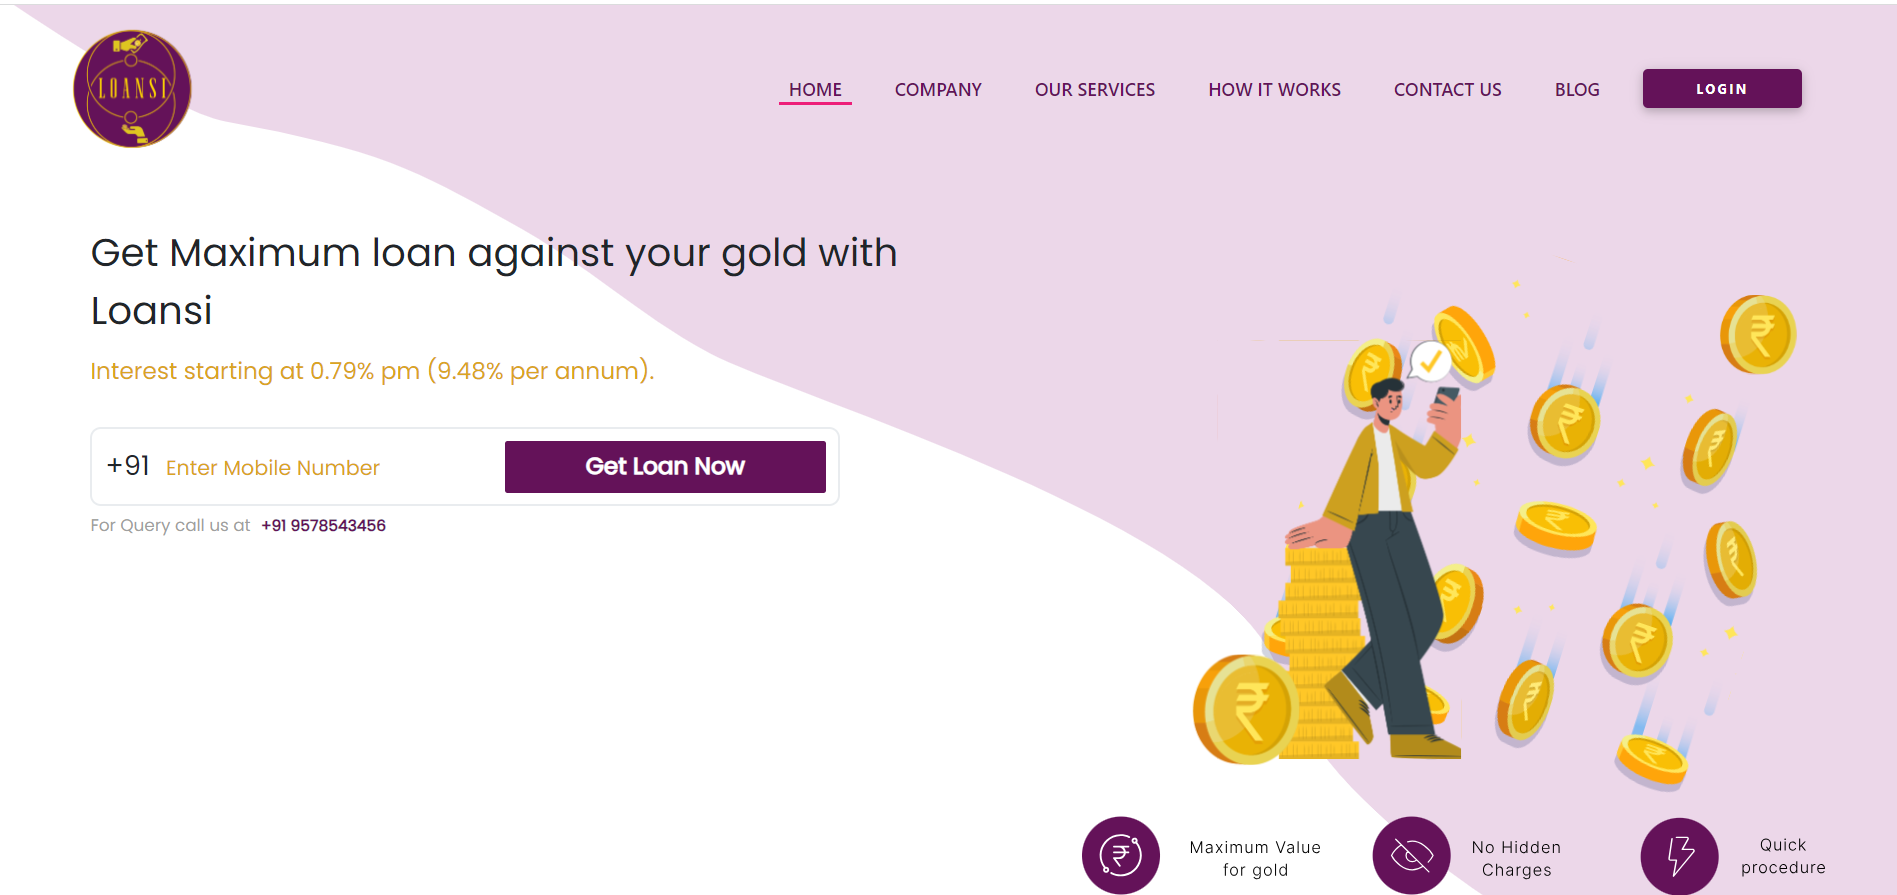 LOANSI
HOME COMPANY OUR SERVICES HOW IT WORKS CONTACT US BLOG LOGIN
Get Maximum loan against your gold with
Loansi
Interest starting at 0.79% pm (9.48% per annum).
+91 Enter Mobile Number Get Loan Now
For Query call us at +91 9578543456
Maximum Value
for gold
No Hidden
Charges
Quick
procedure